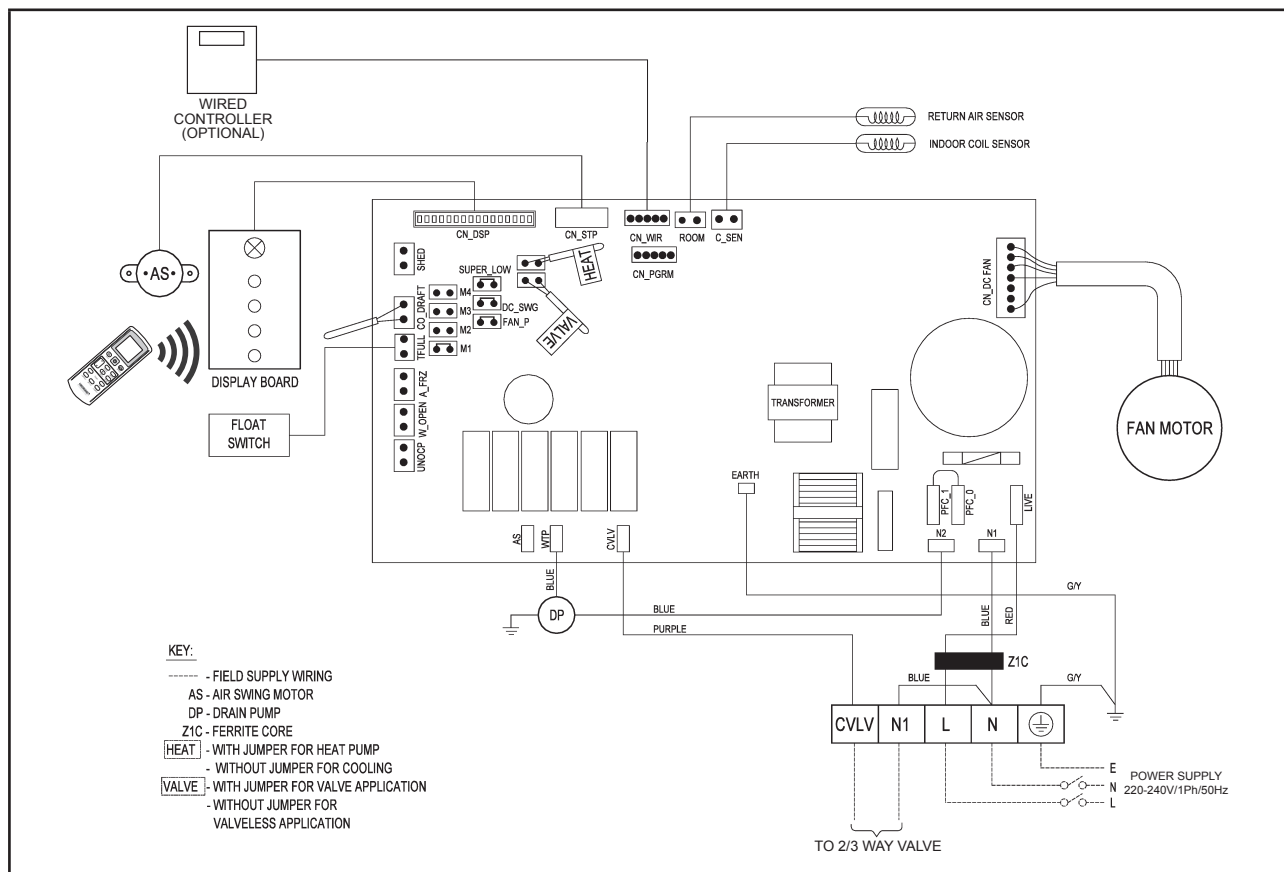 WIRED
CONTROLLER
(OPTIONAL)
RETURN AIR SENSOR
INDOOR COIL SENSOR
CN_DSP
CN_STP
CN_WIR
ROOM
C_SEN
CN_PGRM
SHED
SUPER_LOW
HEAT
VALVE
CN_DC FAN
AS
CO_DRAFT
M4
M3
M2
M1
DC_SWG
FAN_P
TFULL
DISPLAY BOARD
A_FRZ
W_OPEN
UNOCP
FLOAT
SWITCH
TRANSFORMER
FAN MOTOR
EARTH
PFC_1
PFC_0
LIVE
N2
N1
AS
WTP
CVLV
BLUE
DP
BLUE
PURPLE
G/Y
BLUE
RED
Z1C
BLUE
G/Y
CVLV
N1
L
N
E
N
L
POWER SUPPLY
220-240V/1Ph/50Hz
TO 2/3 WAY VALVE
KEY:
------ - FIELD SUPPLY WIRING
AS - AIR SWING MOTOR
DP - DRAIN PUMP
Z1C - FERRITE CORE
HEAT - WITH JUMPER FOR HEAT PUMP
- WITHOUT JUMPER FOR COOLING
VALVE - WITH JUMPER FOR VALVE APPLICATION
- WITHOUT JUMPER FOR
VALVELESS APPLICATION